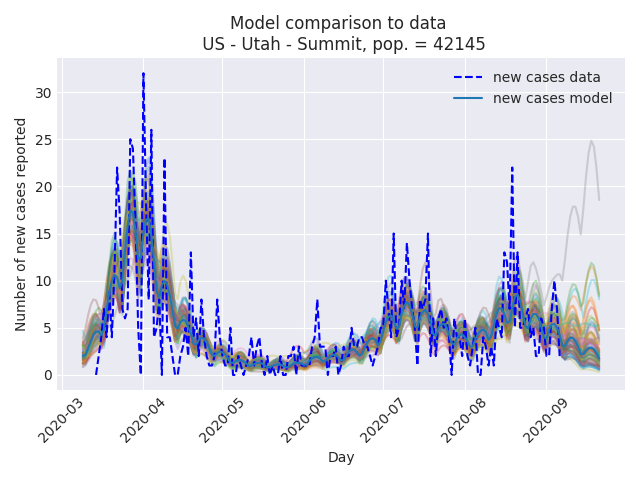 Model comparison to data
US - Utah - Summit, pop. = 42145
new cases data
new cases model
Number of new cases reported
30
25
20
15
10
5
0
2020-03
2020-04
2020-05
2020-06
2020-07
2020-08
2020-09
Day